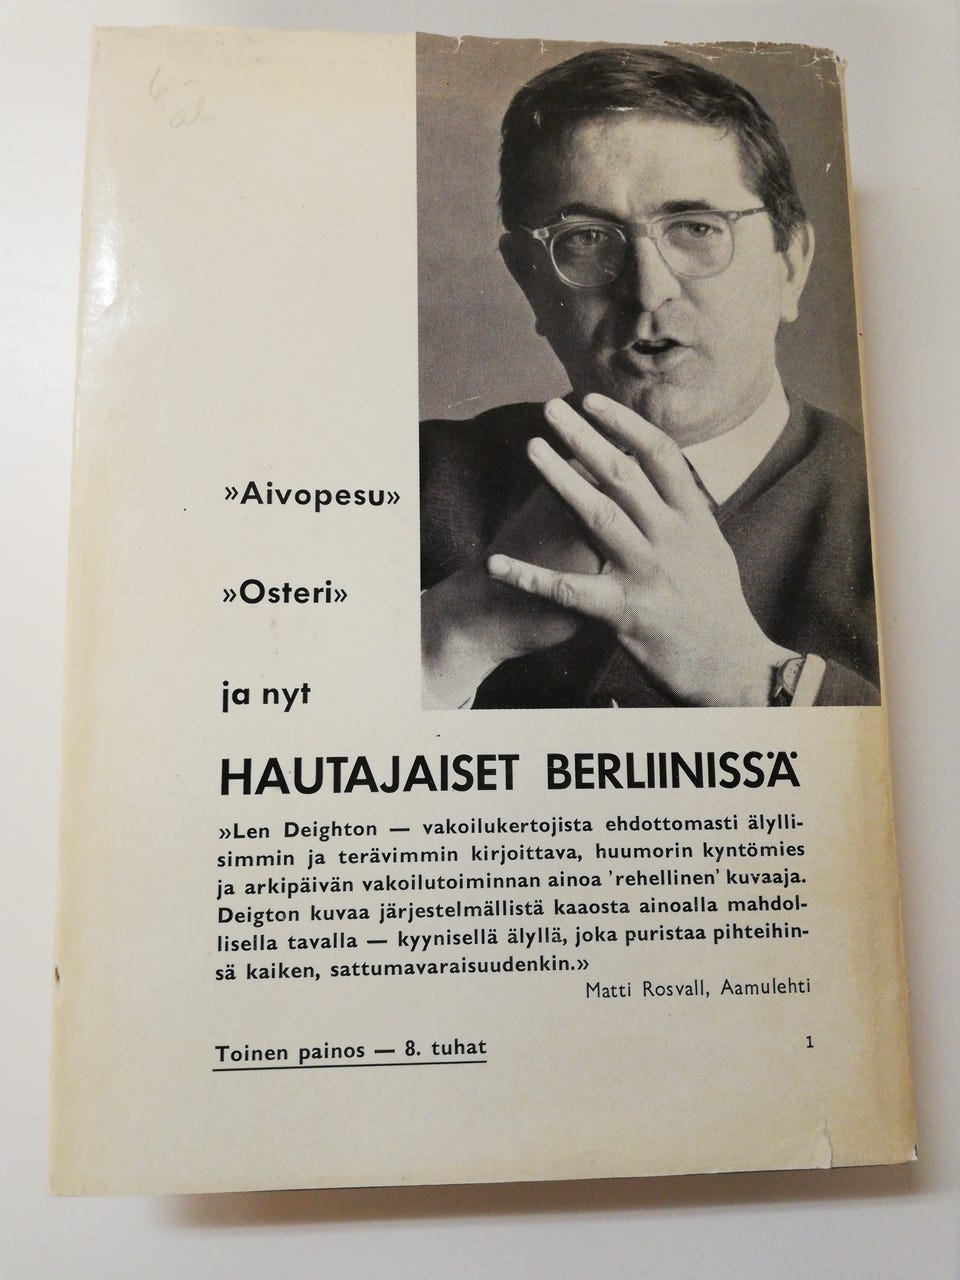 6-
»Aivopesu»
»Osteri»
ja nyt
HAUTAJAISET BERLIINISSÄ
»Len Deighton — vakoilukertojista ehdottomasti älylli-
simmin ja terävimmin kirjoittava, huumorin kyntömies
ja arkipäivän vakoilutoiminnan ainoa 'rehellinen' kuvaaja.
Deigton kuvaa järjestelmällistä kaaosta ainoalla mahdol-
lisella tavalla — kyynisellä älyllä, joka puristaa pihteihin-
sä kaiken, sattumavaraisuudenkin.»
Matti Rosvall, Aamulehti
Toinen painos — 8. tuhat
1